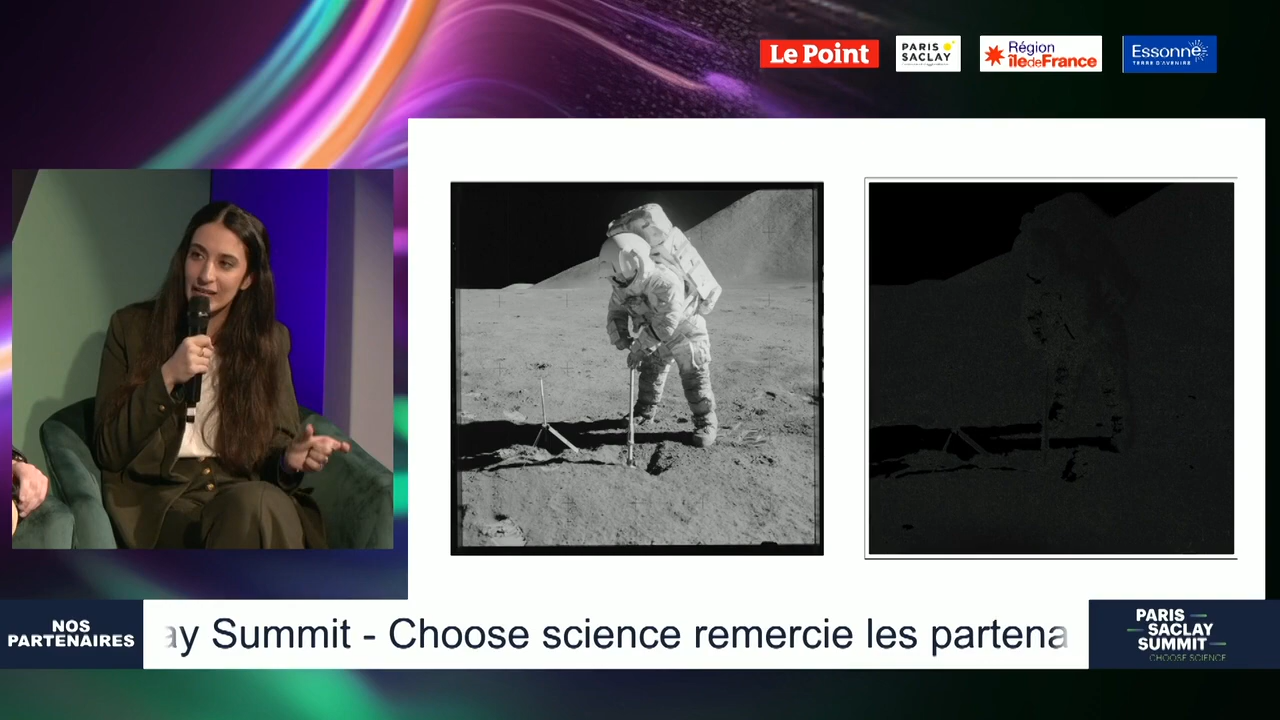 Le Point
PARIS
SACLAY
Région
îledeFrance
Essonne
TERRE D'AVENIRE
NOS
PARTENAIRES
ay Summit - Choose science remercie les partena
PARIS
SACLAY
SUMMIT
CHOOSE SCIENCE